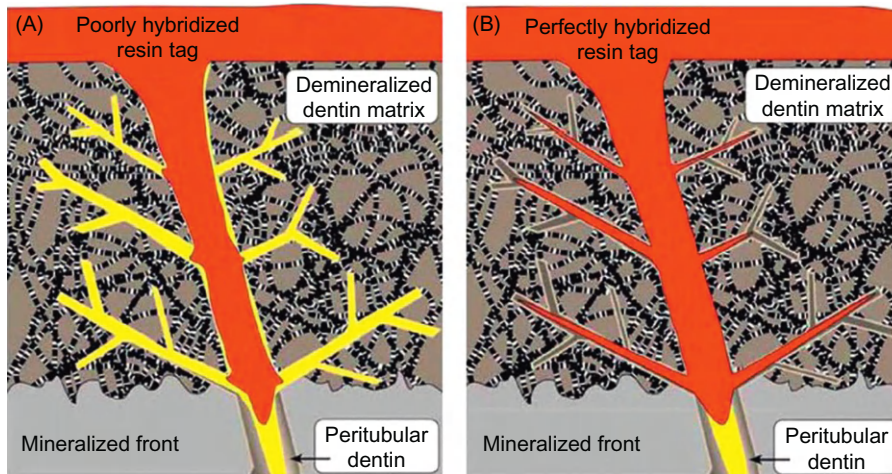 (A)
Poorly hybridized
resin tag
Demineralized
dentin matrix
Mineralized front
Peritubular
dentin
(B)
Perfectly hybridized
resin tag
Demineralized
dentin matrix
Mineralized front
Peritubular
dentin